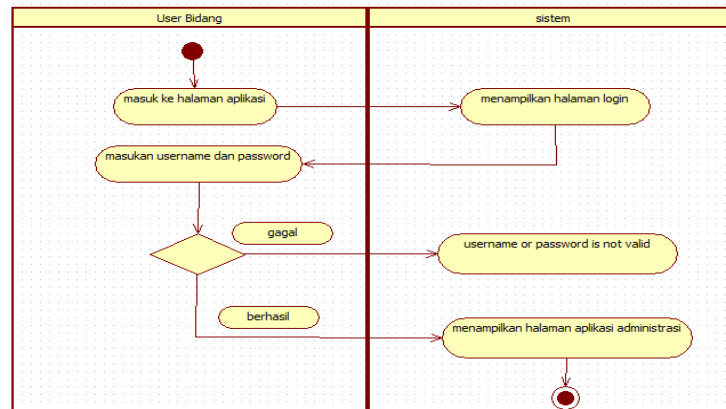 User Bidang
sistem
masuk ke halaman aplikasi
menampilkan halaman login
masukan username dan password
gagal
username or password is not valid
berhasil
menampilkan halaman aplikasi administrasi